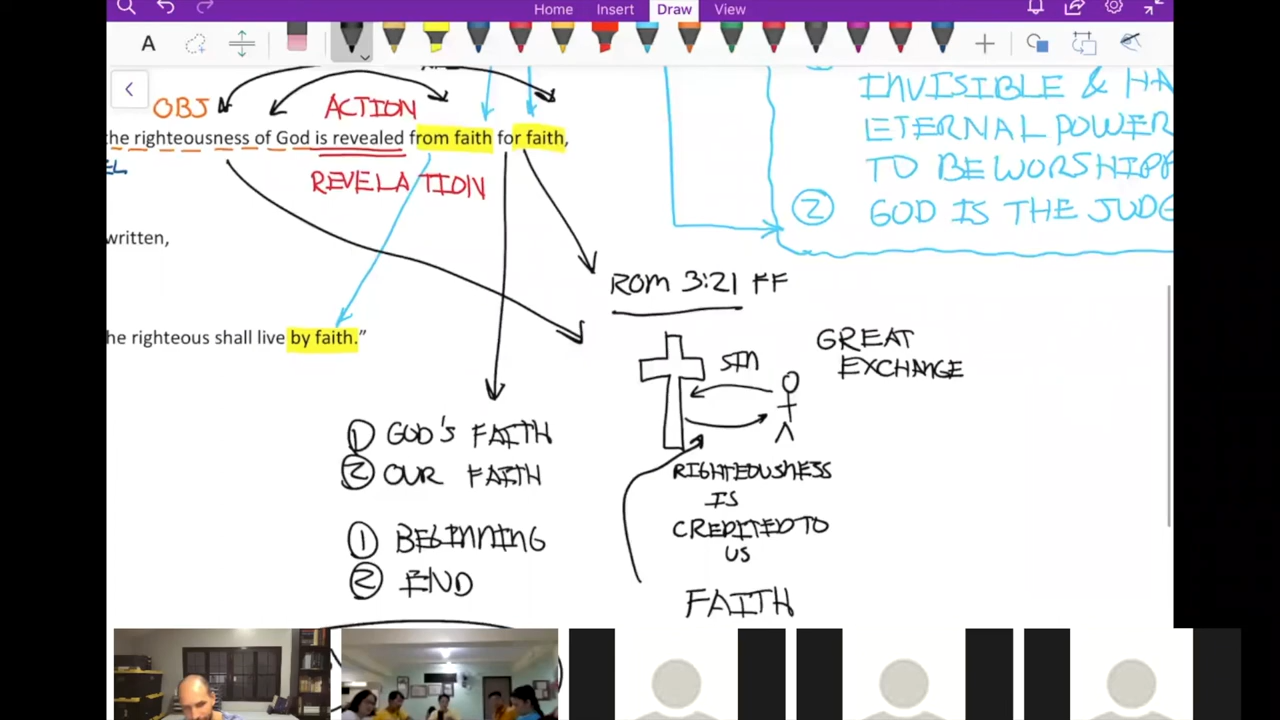 Home Insert Draw View
A
OBJ ACTION
the righteousness of God is revealed from faith for faith,
EL
REVELATION
written,
he righteous shall live by faith.”
INVISIBLE & HA
ETERNAL POWER
TO BE WORSHIPP
② GOD IS THE JUDG
ROM 3:21 FF
SIN
GREAT
EXCHANGE
① GOD'S FAITH
② OUR FAITH
① BEGINNING
② END
RIGHTEOUSNESS
IS
CREDITED TO
US
FAITH